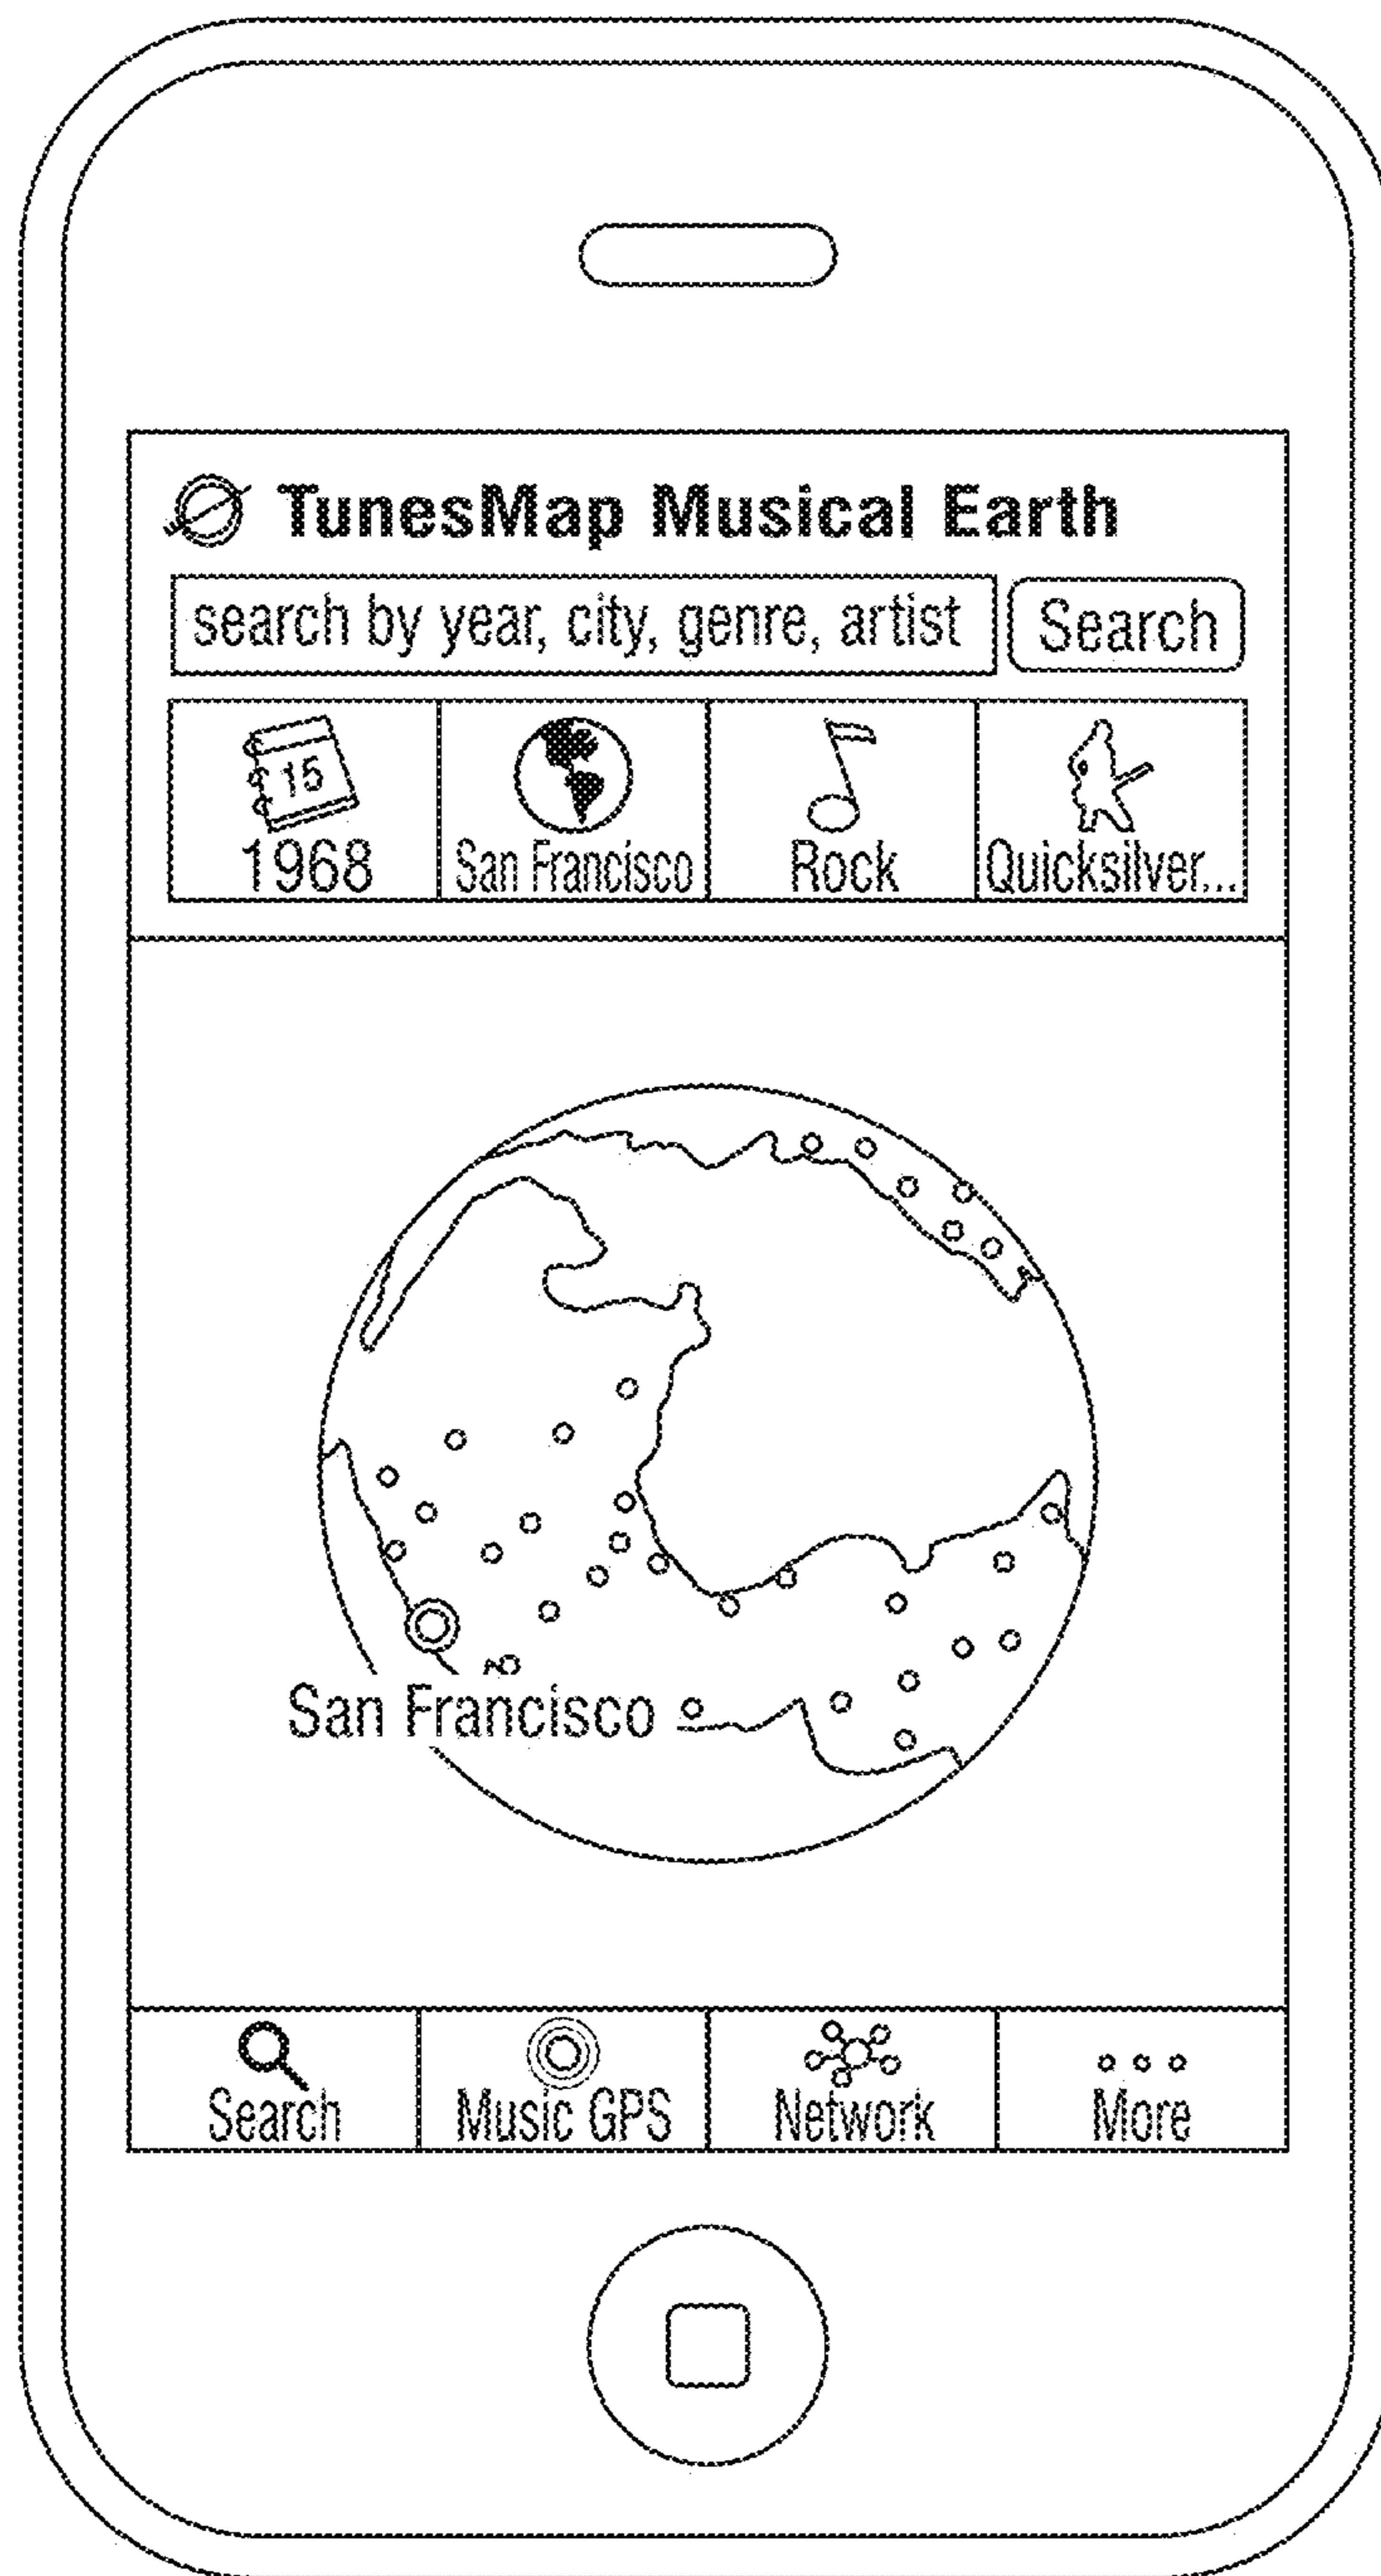 TunesMap Musical Earth
search by year, city, genre, artist Search
15
1968 San Francisco Rock Quicksilver...
San Francisco
Search Music GPS Network More